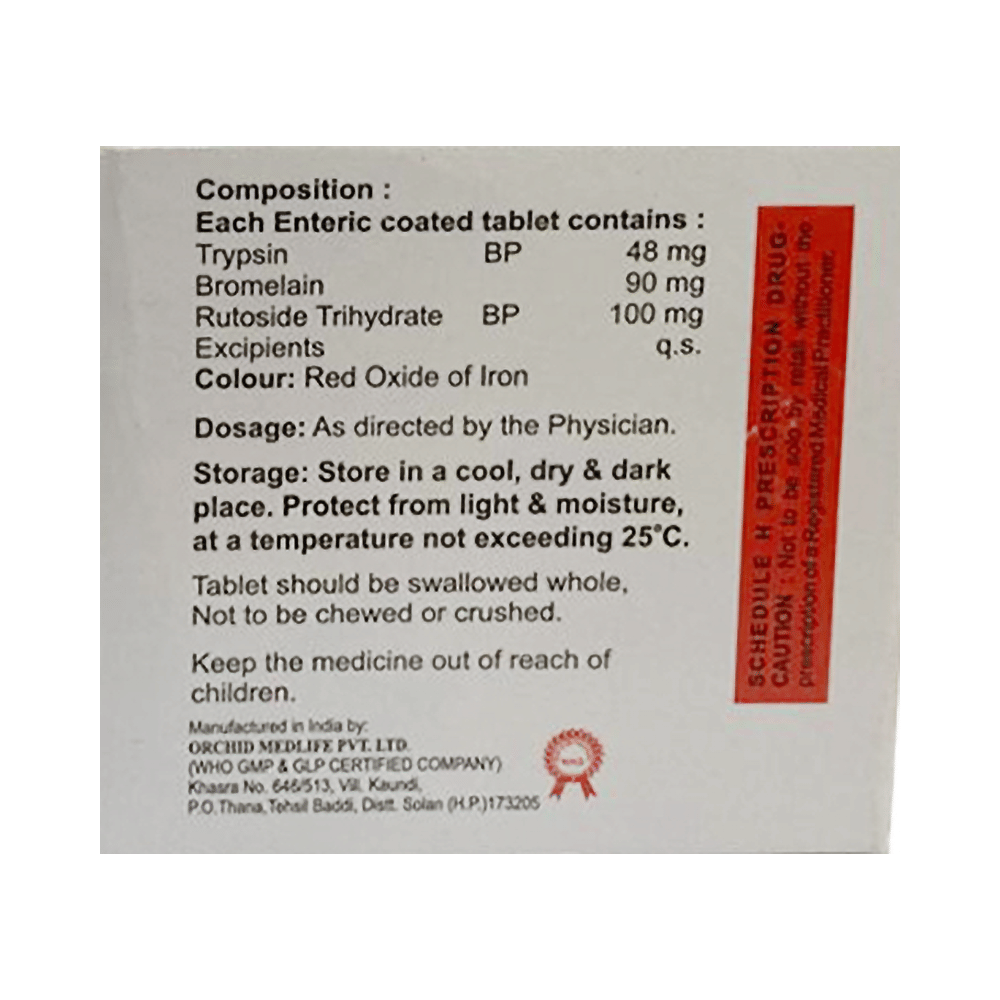 Composition :
Each Enteric coated tablet contains :
Trypsin BP 48 mg
Bromelain 90 mg
Rutoside Trihydrate BP 100 mg
Excipients q.s.
Colour: Red Oxide of Iron
Dosage: As directed by the Physician.
Storage: Store in a cool, dry & dark
place. Protect from light & moisture,
at a temperature not exceeding 25°C.
Tablet should be swallowed whole,
Not to be chewed or crushed.
Keep the medicine out of reach of
children.
Manufactured in India by:
ORCHID MEDLIFE PVT. LTD.
(WHO GMP & GLP CERTIFIED COMPANY)
Khasra No. 646/513, Vill. Kaundi,
P.O. Thana, Tehsil Baddi, Distt. Solan (H.P.)173205
SCHEDULE H PRESCRIPTION DRUG-
CAUTION : Not to be sold by retail without the
prescription of a Registered Medical Practitioner.